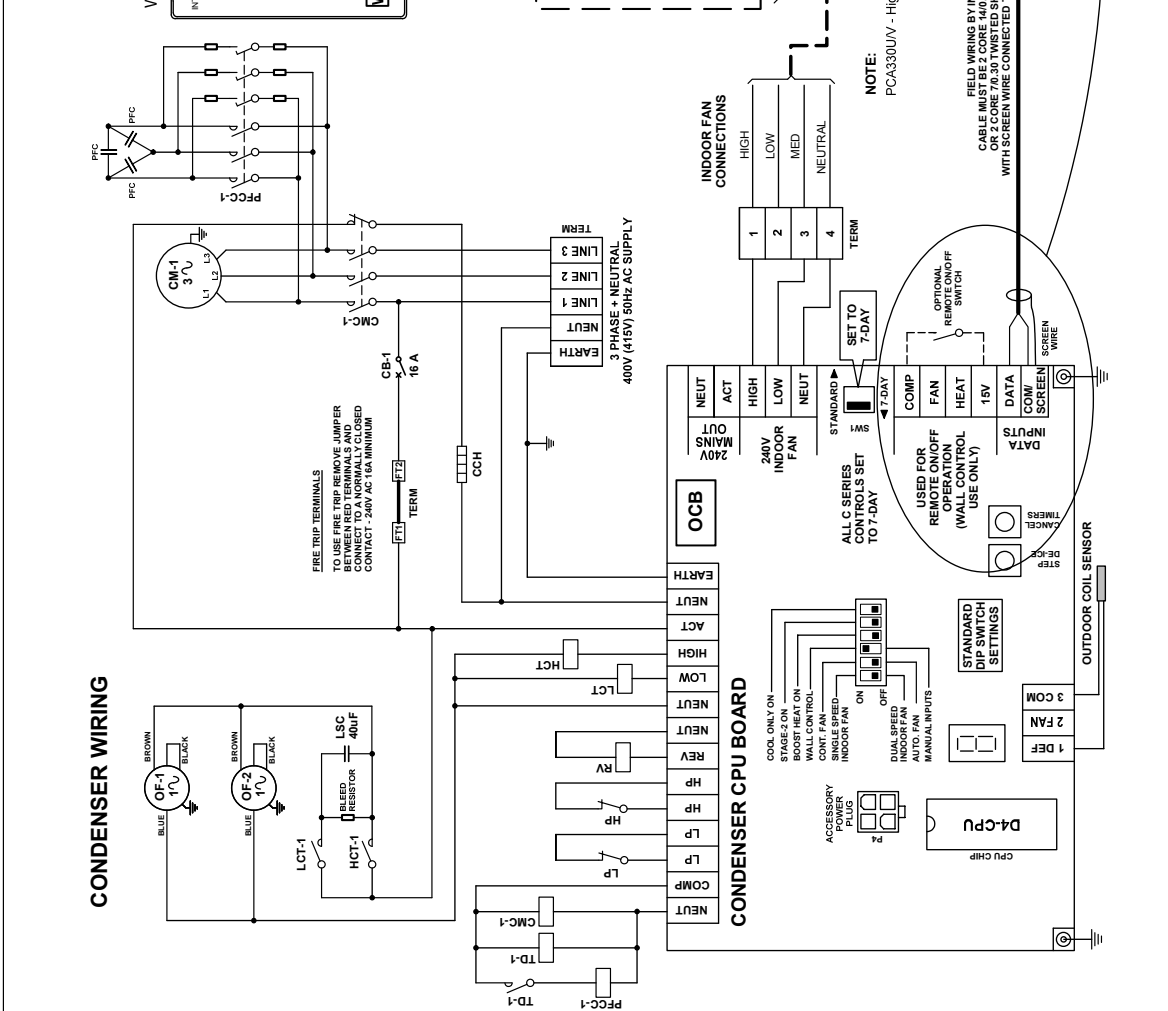 CONDENSER WIRING
PFC
PFC
PFC
PFCC-1
CM-1
3
L1
L2
L3
CMC-1
CB-1
16 A
FT1
FT2
TERM
FIRE TRIP TERMINALS
TO USE FIRE TRIP REMOVE JUMPER
BETWEEN RED TERMINALS AND
CONNECT TO A NORMALLY CLOSED
CONTACT - 240V AC 16A MINIMUM
CCH
TERM
LINE 3
LINE 2
LINE 1
NEUT
EARTH
3 PHASE + NEUTRAL
400V (415V) 50Hz AC SUPPLY
INDOOR FAN
CONNECTIONS
HIGH
LOW
MED
NEUTRAL
1
2
3
4
TERM
NOTE:
PCA330U/V - Hig
FIELD WIRING BY IN
CABLE MUST BE 2 CORE 14/0.
OR 2 CORE 7/0.30 TWISTED SH
WITH SCREEN WIRE CONNECTED T
OPTIONAL
REMOTE ON/OFF
SWITCH
SCREEN
WIRE
SET TO
7-DAY
STANDARD
SW1
7-DAY
NEUT
ACT
HIGH
LOW
NEUT
240V
MAINS
OUT
240V
INDOOR
FAN
COMP
FAN
HEAT
15V
DATA
COM/
SCREEN
USED FOR
REMOTE ON/OFF
OPERATION
(WALL CONTROL
USE ONLY)
DATA
INPUTS
ALL C SERIES
CONTROLS SET
TO 7-DAY
OCB
CANCEL
TIMERS
STEP
DE-ICE
OUTDOOR COIL SENSOR
STANDARD
DIP SWITCH
SETTINGS
COOL ONLY ON
STAGE-2 ON
BOOST HEAT ON
WALL CONTROL
CONT. FAN
SINGLE SPEED
INDOOR FAN
ON
OFF
DUAL SPEED
INDOOR FAN
AUTO. FAN
MANUAL INPUTS
3 COM
2 FAN
1 DEF
ACCESSORY
POWER
PLUG
P4
D4-CPU
CPU CHIP
CONDENSER CPU BOARD
EARTH
NEUT
ACT
HIGH
LOW
NEUT
NEUT
REV
HP
HP
LP
LP
COMP
NEUT
HCT
LCT
RV
HP
LP
CMC-1
TD-1
TD-1
PFCC-1
OF-1
1
BROWN
BLACK
BLUE
OF-2
1
BROWN
BLACK
BLUE
LSC
40uF
BLEED
RESISTOR
LCT-1
HCT-1